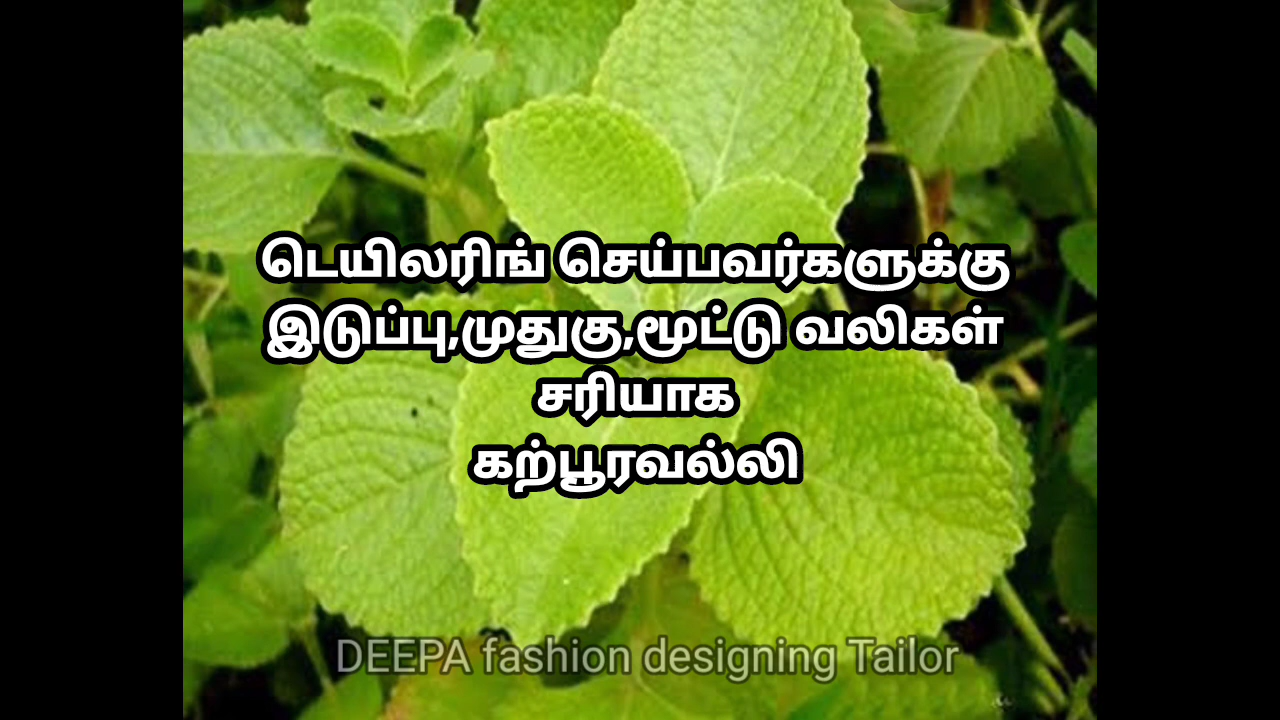 டெயிலரிங் செய்பவர்களுக்கு
இடுப்பு,முதுகு,மூட்டு வலிகள்
சரியாக
கற்பூரவல்லி
DEEPA fashion designing Tailor